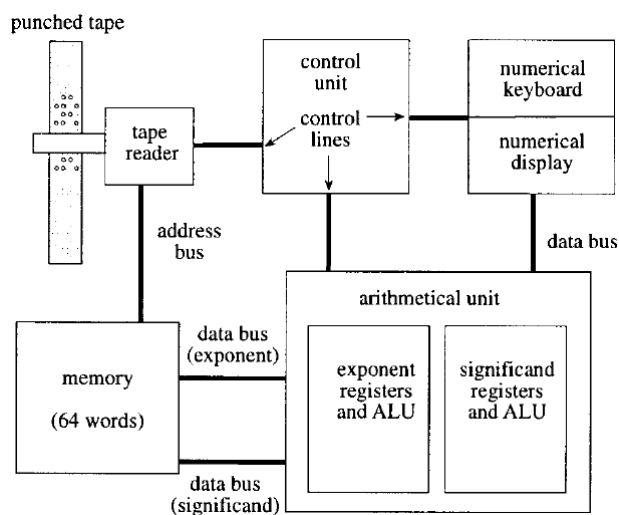 punched tape
control
unit
control
lines
numerical
keyboard
numerical
display
tape
reader
address
bus
data bus
arithmetical unit
data bus
(exponent)
memory
(64 words)
exponent
registers
and ALU
significand
registers
and ALU
data bus
(significand)